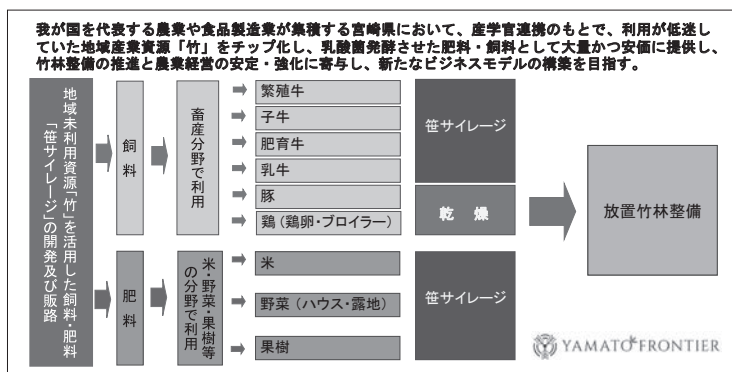 我が国を代表する農業や食品製造業が集積する宮崎県において、産学官連携のもとで、利用が低迷し
ていた地域産業資源「竹」をチップ化し、乳酸菌発酵させた肥料・飼料として大量かつ安価に提供し、
竹林整備の推進と農業経営の安定・強化に寄与し、新たなビジネスモデルの構築を目指す。
地域未利用資源「竹」を活用した飼料・肥料
「笹サイレージ」の開発及び販路
飼料
畜産分野で利用
繁殖牛
子牛
肥育牛
乳牛
豚
鶏（鶏卵・ブロイラー）
笹サイレージ
乾燥
肥料
米・野菜・果樹等
の分野で利用
米
野菜（ハウス・露地）
果樹
笹サイレージ
放置竹林整備
YAMATO FRONTIER